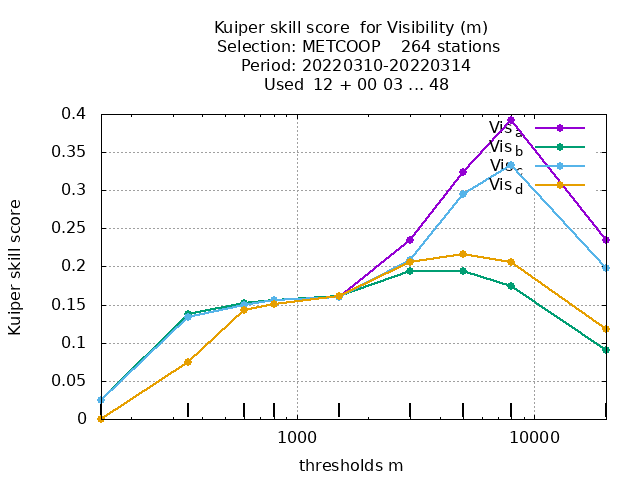 Kuiper skill score  for Visibility (m)
Selection: METCOOP    264 stations
Period: 20220310-20220314
Used  12 + 00 03 ... 48
Kuiper skill score
0.4
0.35
0.3
0.25
0.2
0.15
0.1
0.05
0
Vis a
Vis b
Vis c
Vis d
1000 10000
thresholds m